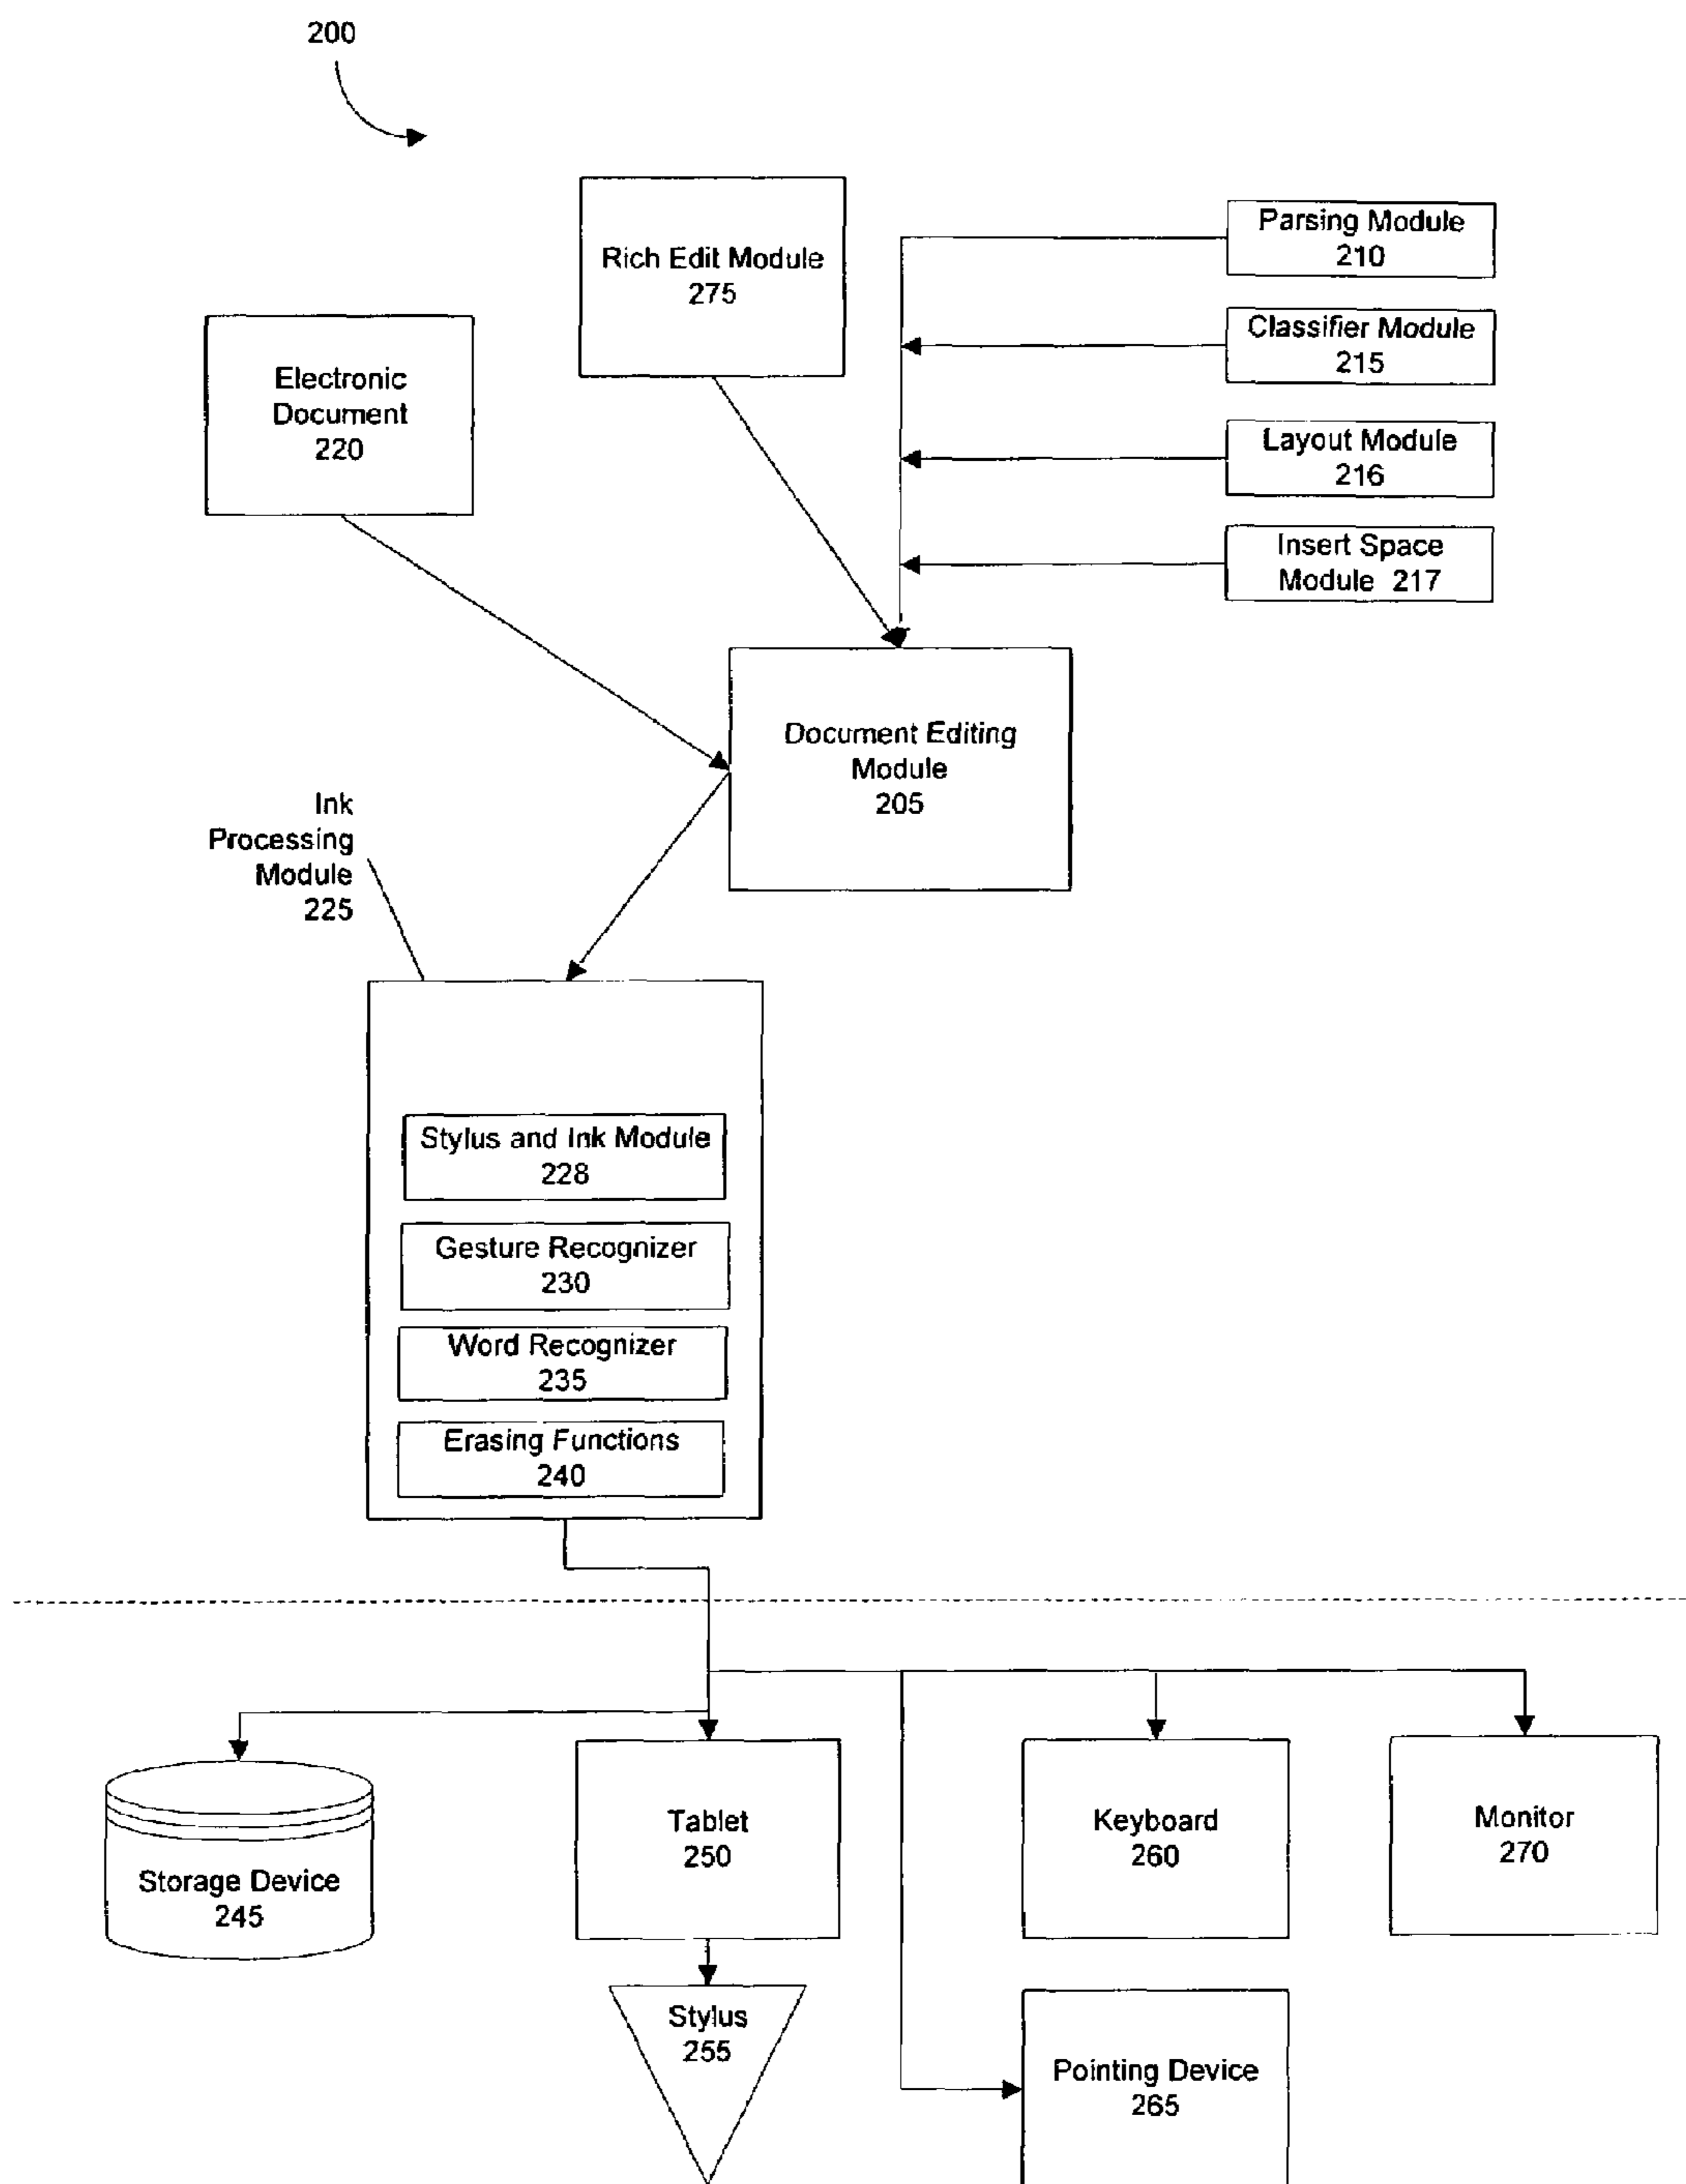 200
Rich Edit Module
275
Parsing Module
210
Classifier Module
215
Layout Module
216
Insert Space
Module 217
Electronic
Document
220
Document Editing
Module
205
Ink
Processing
Module
225
Stylus and Ink Module
228
Gesture Recognizer
230
Word Recognizer
235
Erasing Functions
240
Storage Device
245
Tablet
250
Keyboard
260
Monitor
270
Stylus
255
Pointing Device
265